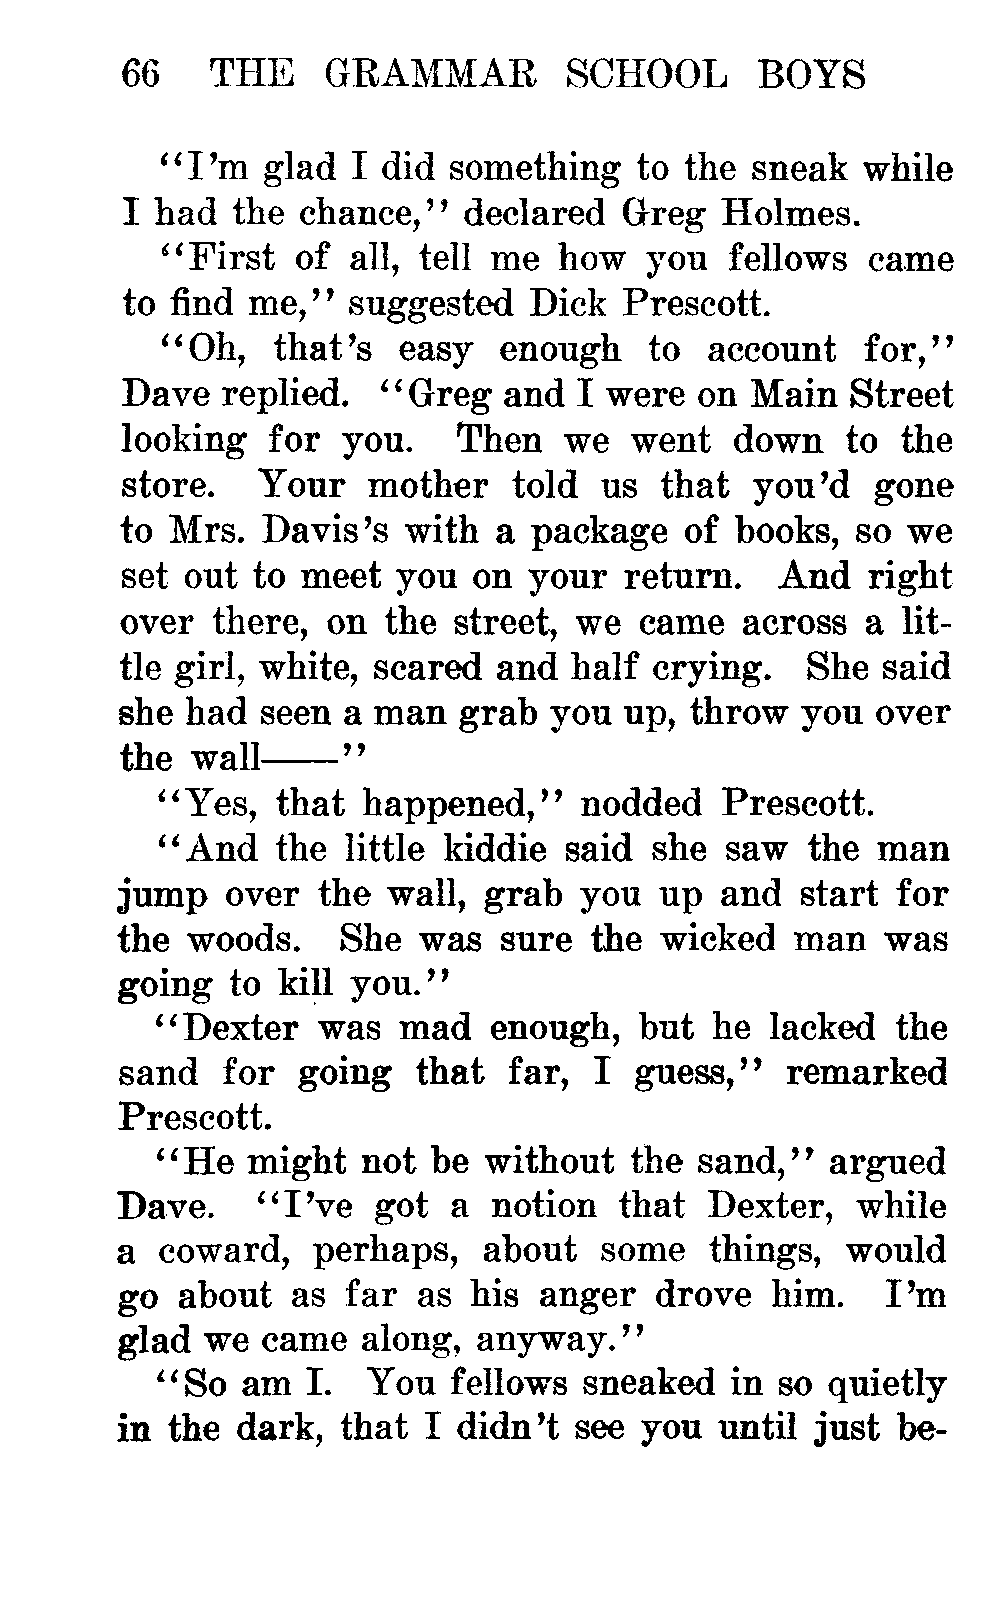 66 THE GRAMMAR SCHOOL BOYS
“I’m glad I did something to the sneak while
I had the chance,” declared Greg Holmes.
“First of all, tell me how you fellows came
to find me,” suggested Dick Prescott.
“Oh, that’s easy enough to account for,”
Dave replied. “Greg and I were on Main Street
looking for you. Then we went down to the
store. Your mother told us that you’d gone
to Mrs. Davis’s with a package of books, so we
set out to meet you on your return. And right
over there, on the street, we came across a lit-
tle girl, white, scared and half crying. She said
she had seen a man grab you up, throw you over
the wall——”
“Yes, that happened,” nodded Prescott.
“And the little kiddie said she saw the man
jump over the wall, grab you up and start for
the woods. She was sure the wicked man was
going to kill you.”
“Dexter was mad enough, but he lacked the
sand for going that far, I guess,” remarked
Prescott.
“He might not be without the sand,” argued
Dave. “I’ve got a notion that Dexter, while
a coward, perhaps, about some things, would
go about as far as his anger drove him. I’m
glad we came along, anyway.”
“So am I. You fellows sneaked in so quietly
in the dark, that I didn’t see you until just be-